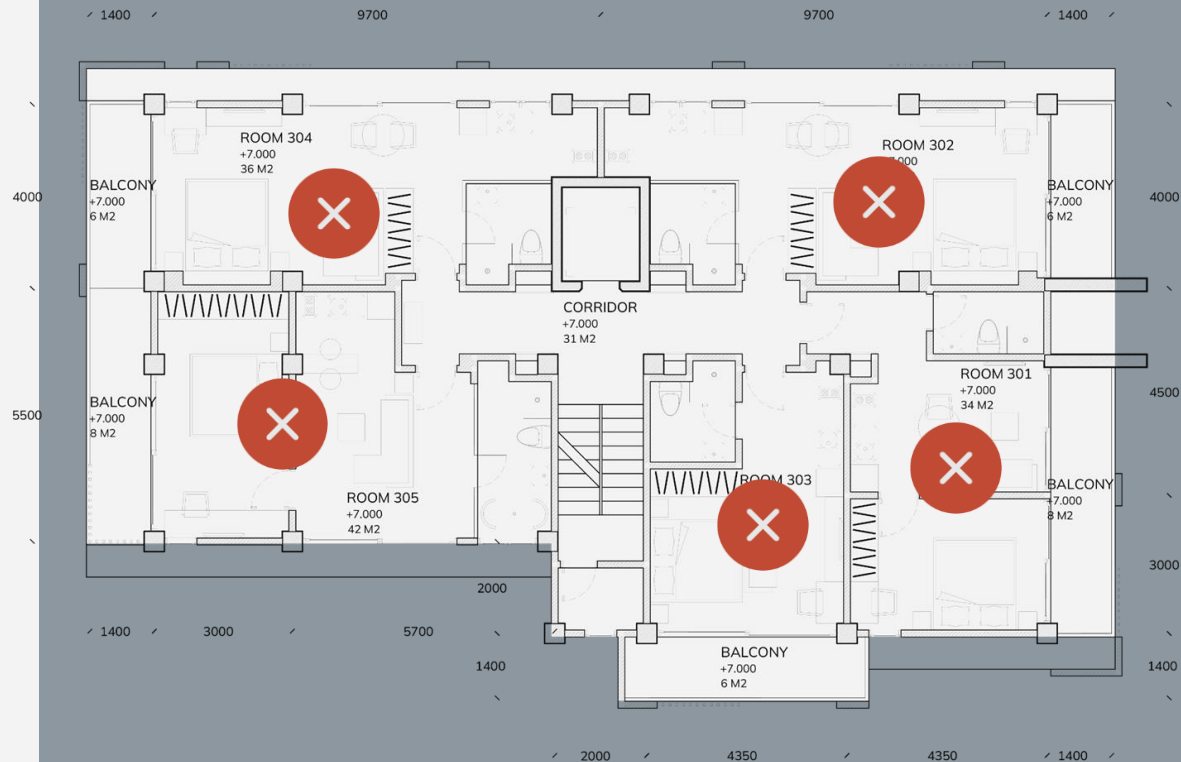 1400
9700
9700
1400
ROOM 304
+7.000
36 M2
ROOM 302
BALCONY
+7.000
6 M2
BALCONY
+7.000
6 M2
4000
4000
CORRIDOR
+7.000
31 M2
ROOM 301
+7.000
34 M2
BALCONY
+7.000
8 M2
5500
4500
ROOM 305
+7.000
42 M2
ROOM 303
BALCONY
+7.000
8 M2
2000
3000
1400
3000
5700
1400
BALCONY
+7.000
6 M2
1400
2000
4350
4350
1400